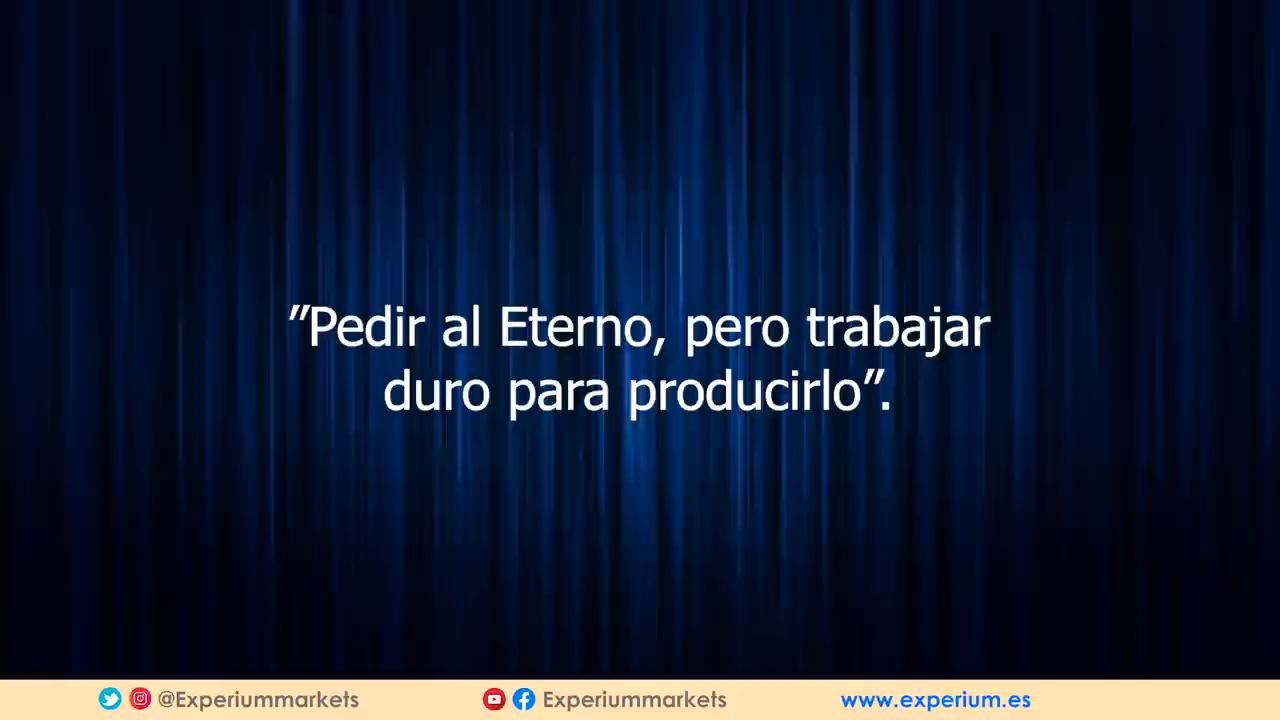 ”Pedir al Eterno, pero trabajar
duro para producirlo”.
@Experiummarkets Experiummarkets www.experium.es